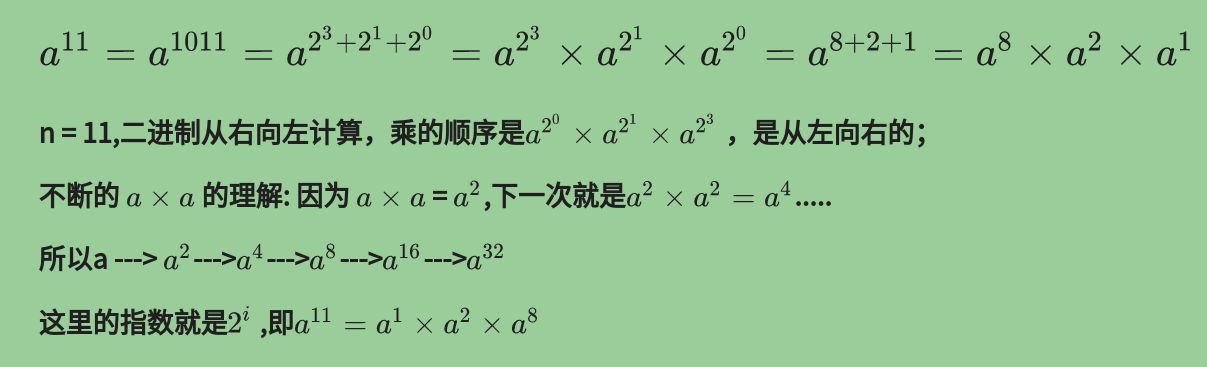 $a^{11} = a^{1011} = a^{2^3+2^1+2^0} = a^{2^3} \times a^{2^1} \times a^{2^0} = a^{8+2+1} = a^8 \times a^2 \times a^1$
n = 11,二进制从右向左计算，乘的顺序是$a^{2^0} \times a^{2^1} \times a^{2^3}$ ，是从左向右的；
不断的 $a \times a$ 的理解: 因为 $a \times a$ = $a^2$ ,下一次就是$a^2 \times a^2 = a^4$ .....
所以a ---> $a^2$ --->$a^4$ --->$a^8$ --->$a^{16}$ --->$a^{32}$
这里的指数就是$2^i$ ,即$a^{11} = a^1 \times a^2 \times a^8$